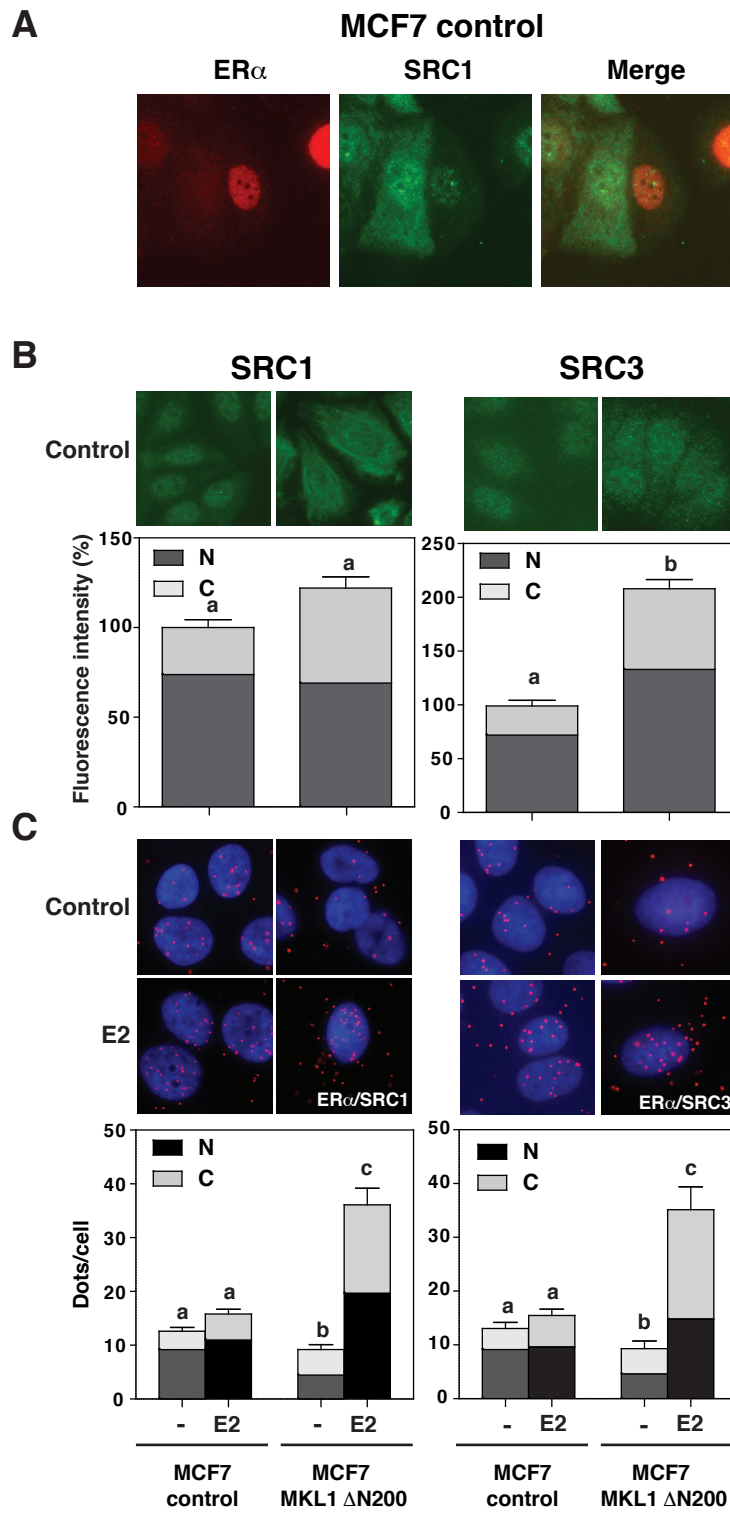 A
MCF7 control
ERα SRC1 Merge
B
SRC1 SRC3
Control
Fluorescence intensity (%)
150
100
50
0
N
C
a
a
250
200
150
100
50
0
N
C
a
b
C
Control
E2
ERα/SRC1 ERα/SRC3
Dots/cell
50
40
30
20
10
0
N
C
a
a
b
c
50
40
30
20
10
0
N
C
a
a
b
c
- E2 - E2 - E2 - E2
MCF7 MCF7 MCF7 MCF7
control MKL1 ΔN200 control MKL1 ΔN200